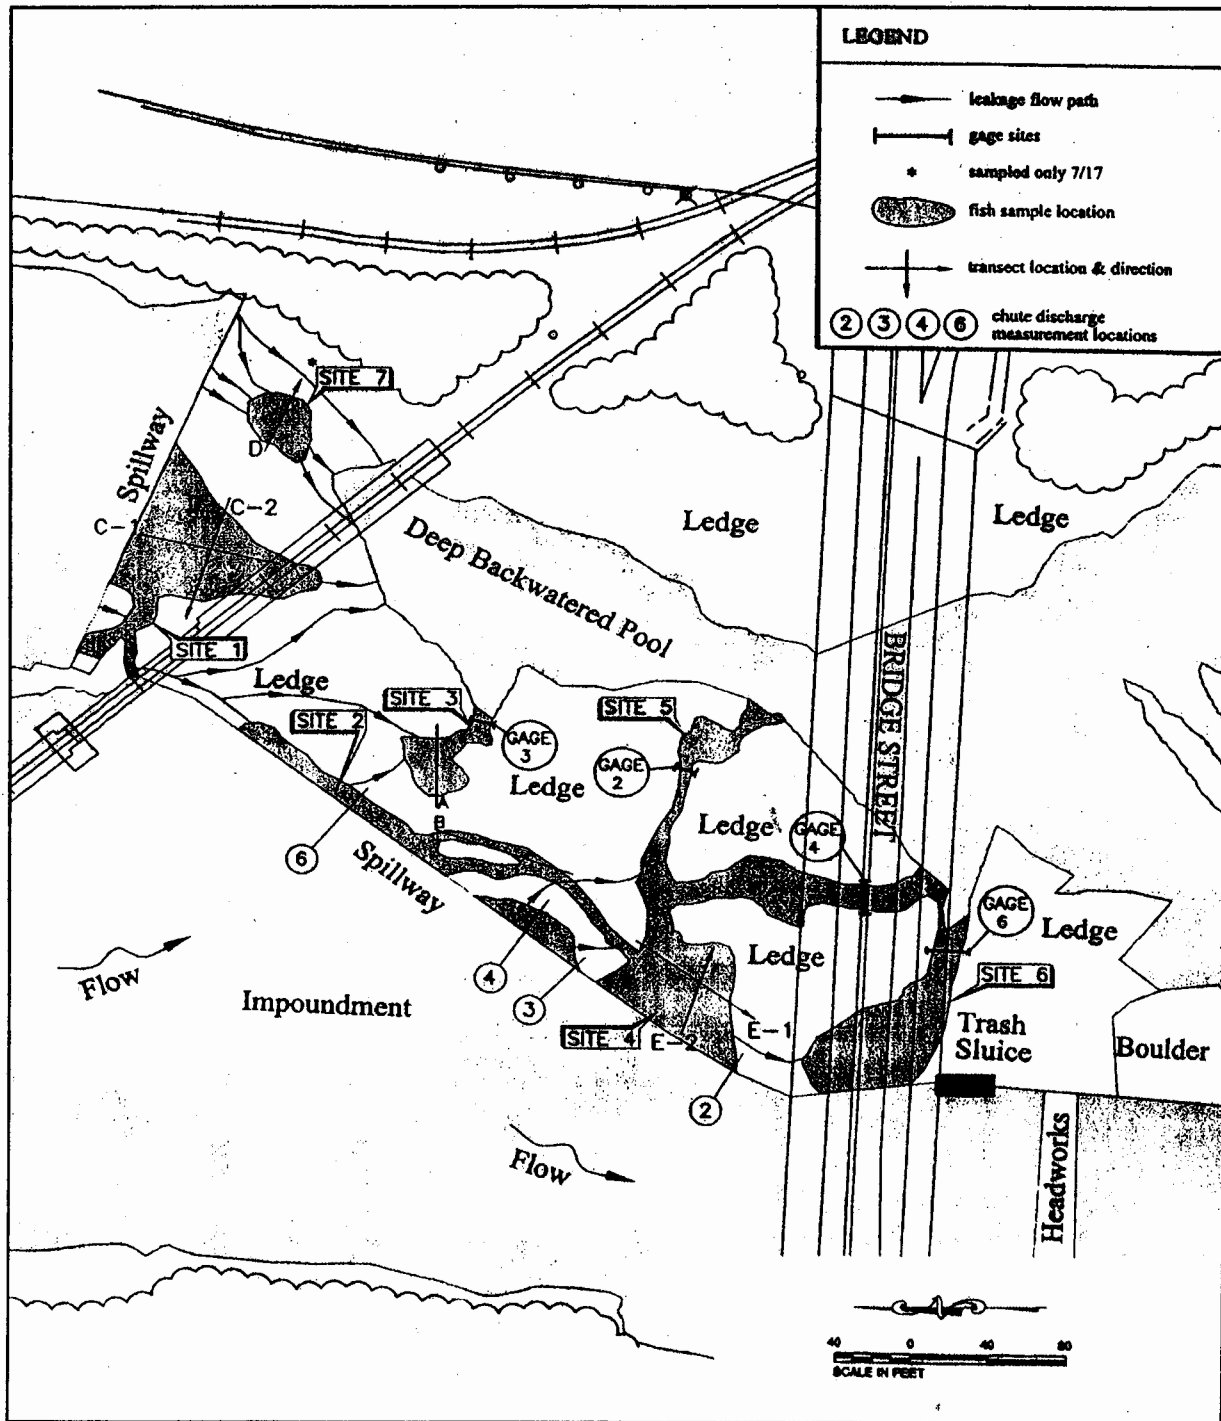 LEGEND
leakage flow path
gage sites
* sampled only 7/17
fish sample location
transect location & direction
2 3 4 6 chute discharge
measurement locations
*
SITE 7
D
Spillway
C-1
/C-2
Ledge
Ledge
Deep Backwatered Pool
SITE 1
Ledge
SITE 3
SITE 2
GAGE
3
SITE 5
GAGE
2
BRIDGE STREET
Ledge
Ledge
GAGE
4
A
B
6
Spillway
GAGE
6
Ledge
Ledge
SITE 6
Flow
4
3
Impoundment
SITE 4
E-2
E-1
Trash
Sluice
Boulder
2
Flow
Headworks
40 0 40 80
SCALE IN FEET